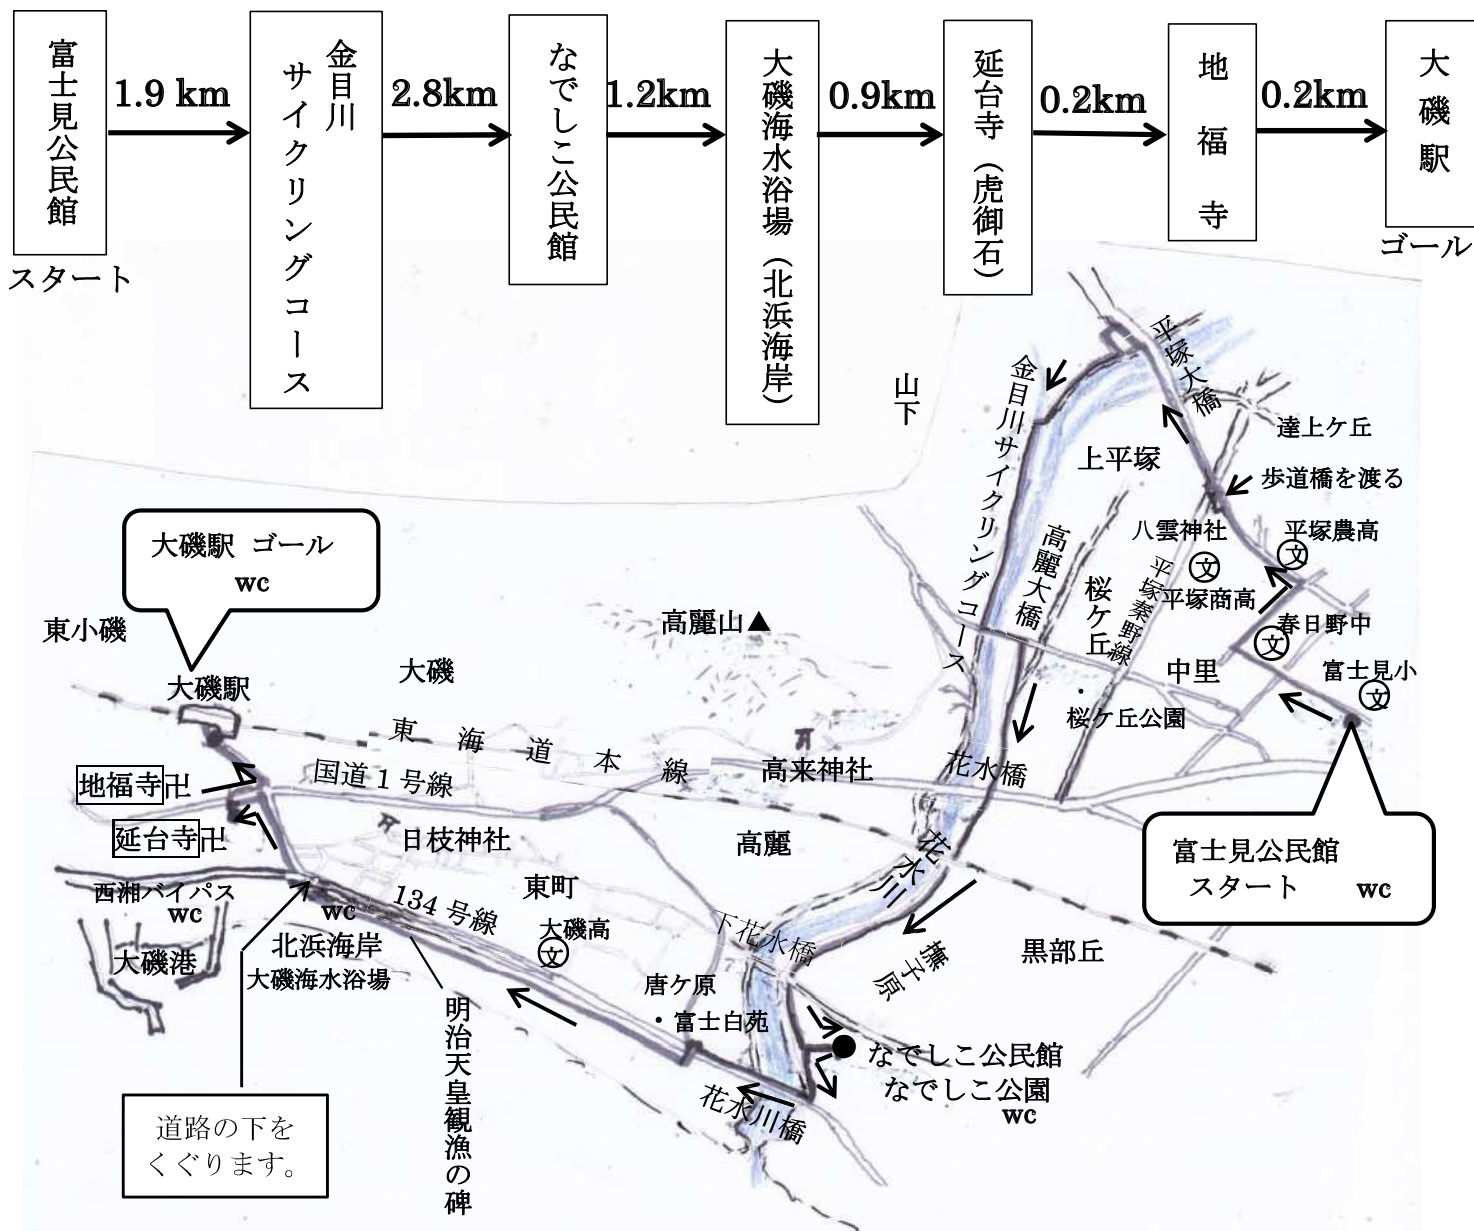 富士見公民館
スタート
1.9 km
金目川
サイクリングコース
2.8km
なでしこ公民館
1.2km
大磯海水浴場（北浜海岸）
0.9km
延台寺（虎御石）
0.2km
地福寺
0.2km
大磯駅
ゴール
平塚大橋
金目川サイクリングコース
山下
達上ケ丘
上平塚
歩道橋を渡る
八雲神社
平塚農高
文
文
平塚商高
高麗大橋
桜ケ丘
平塚秦野線
春日野中
文
中里
富士見小
文
桜ケ丘公園
大磯駅 ゴール
wc
東小磯
高麗山▲
大磯
大磯駅
東海道本線
国道1号線
高来神社
花水橋
地福寺卍
延台寺卍
日枝神社
高麗
花水川
富士見公民館
スタート wc
西湘バイパス
wc
wc
134号線
東町
大磯高
文
下花水橋
撫子原
黒部丘
大磯港
北浜海岸
大磯海水浴場
唐ケ原
・富士白苑
明治天皇観漁の碑
なでしこ公民館
なでしこ公園
wc
花水川橋
道路の下を
くぐります。